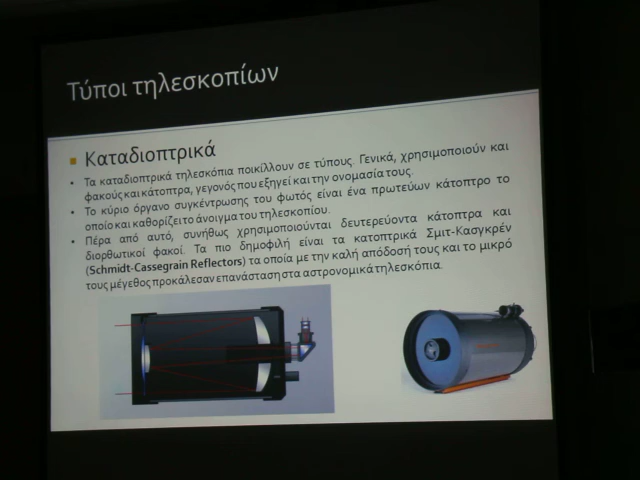 Τύποι τηλεσκοπίων
Καταδιοπτρικά
Τα καταδιοπτρικά τηλεσκόπια ποικίλλουν σε τύπους. Γενικά, χρησιμοποιούν και
φακούς και κάτοπτρα, γεγονός που εξηγεί και την ονομασία τους.
Το κύριο όργανο συγκέντρωσης του φωτός είναι ένα πρωτεύων κάτοπτρο το
οποίο και καθορίζει το άνοιγμα του τηλεσκοπίου.
Πέρα από αυτό, συνήθως χρησιμοποιούνται δευτερεύοντα κάτοπτρα και
διορθωτικοί φακοί. Τα πιο δημοφιλή είναι τα κατοπτρικά Σμιτ-Κασγκρέν
(Schmidt-Cassegrain Reflectors) τα οποία με την καλή απόδοσή τους και το μικρό
τους μέγεθος προκάλεσαν επανάσταση στα αστρονομικά τηλεσκόπια.